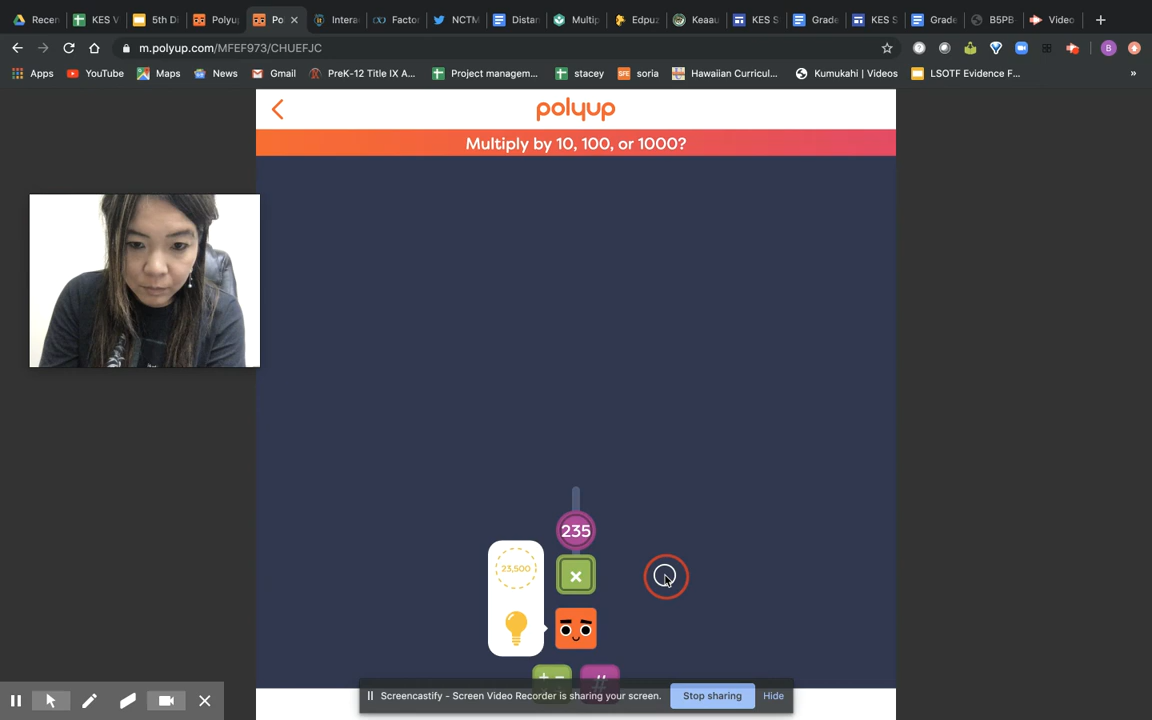 Recen
KES V
5th Di
Polyu
Po
Intera
Factor
NCTM
Distan
Multip
Edpuz
Keaau
KES S
Grade
KES S
Grade
B5PB
Video
m.polyup.com/MFEF973/CHUEFJC
B
Apps
YouTube
Maps
News
Gmail
PreK-12 Title IX A...
Project managem...
stacey
SFE soria
Hawaiian Curricul...
Kumukahi | Videos
LSOTF Evidence F...
»
polyup
Multiply by 10, 100, or 1000?
235
23,500
×
+ =
#
Screencastify - Screen Video Recorder is sharing your screen.
Stop sharing
Hide